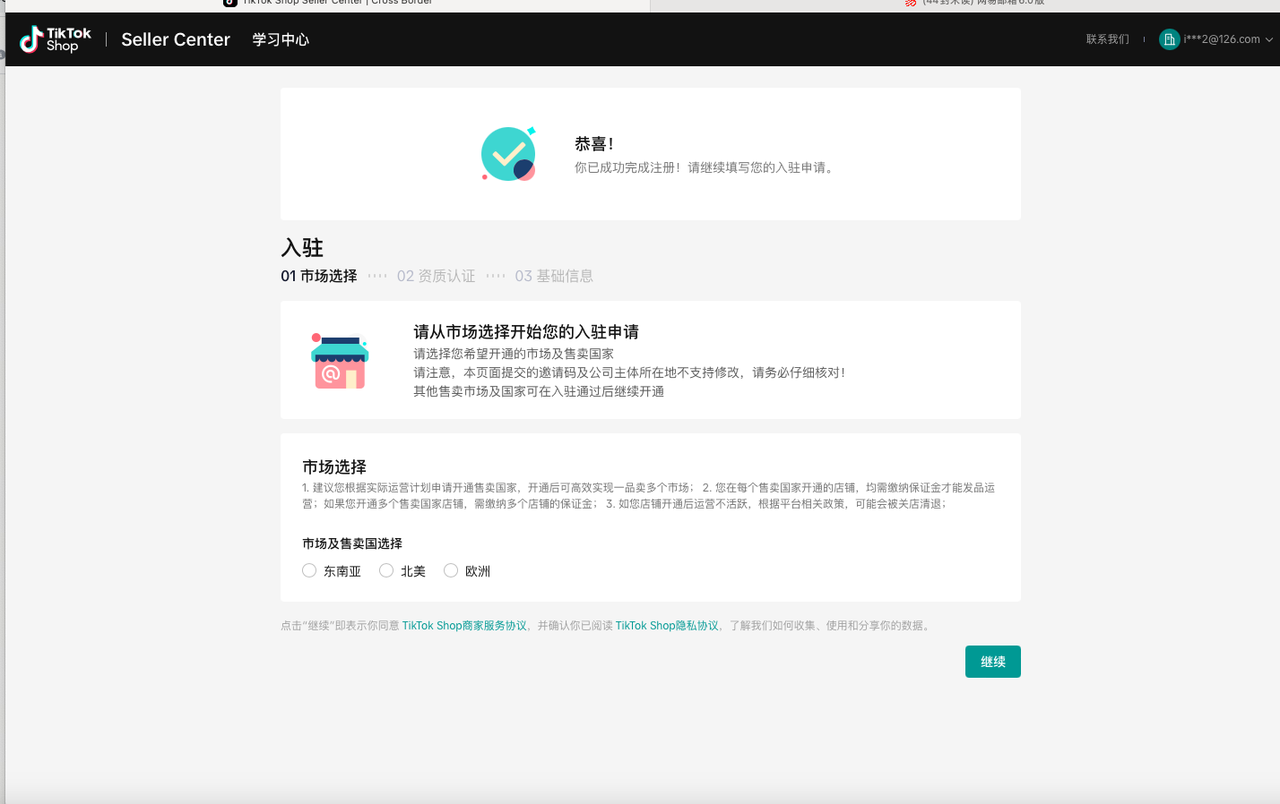 TikTok Shop Seller Center | Cross Border
(44封未读) 网易邮箱6.0版
TikTok Shop
Seller Center
学习中心
联系我们
i***2@126.com
恭喜！
你已成功完成注册！请继续填写您的入驻申请。
入驻
01 市场选择 ···· 02 资质认证 ···· 03 基础信息
请从市场选择开始您的入驻申请
请选择您希望开通的市场及售卖国家
请注意，本页面提交的邀请码及公司主体所在地不支持修改，请务必仔细核对！
其他售卖市场及国家可在入驻通过后继续开通
市场选择
1. 建议您根据实际运营计划申请开通售卖国家，开通后可高效实现一品卖多个市场； 2. 您在每个售卖国家开通的店铺，均需缴纳保证金才能发品运
营；如果您开通多个售卖国家店铺，需缴纳多个店铺的保证金； 3. 如您店铺开通后运营不活跃，根据平台相关政策，可能会被关店清退；
市场及售卖国选择
东南亚 北美 欧洲
点击“继续”即表示你同意 TikTok Shop商家服务协议，并确认你已阅读 TikTok Shop隐私协议，了解我们如何收集、使用和分享你的数据。
继续